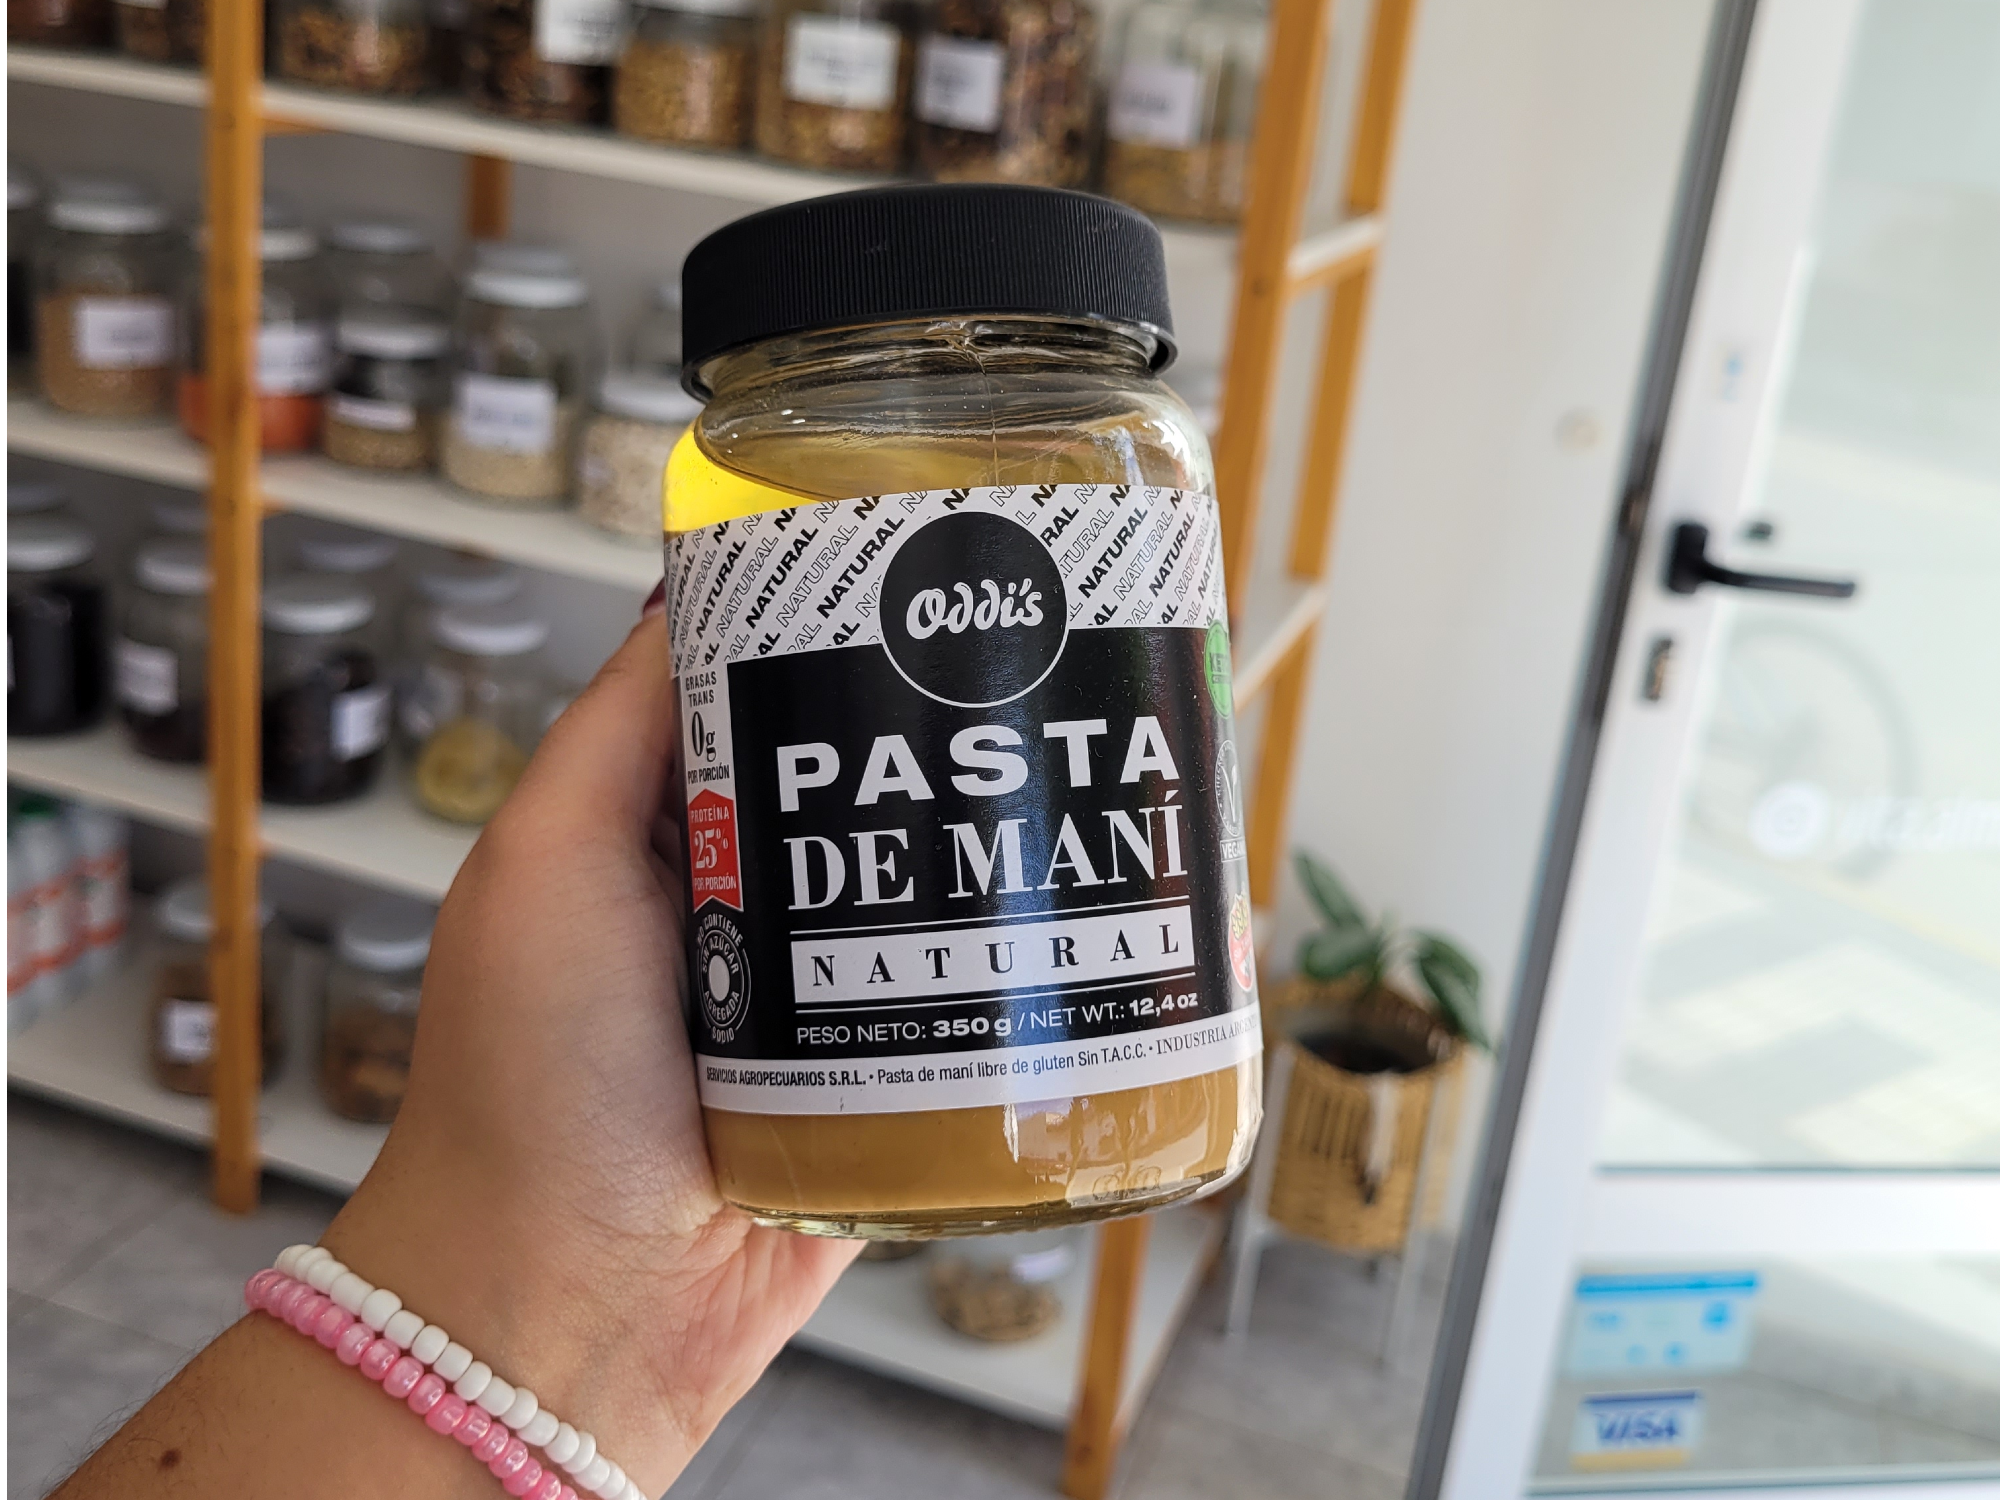 NATURAL NATURAL NATURAL NATURAL NATURAL
Oddi's
GRASAS
TRANS
0g
POR PORCIÓN
PROTEÍNA
25%
POR PORCIÓN
NO CONTIENE
SIN AZÚCAR
AGREGADA
SODIO
PASTA
DE MANÍ
NATURAL
PESO NETO: 350 g / NET WT.: 12,4 oz
SERVICIOS AGROPECUARIOS S.R.L. • Pasta de maní libre de gluten Sin T.A.C.C. • INDUSTRIA
VISA